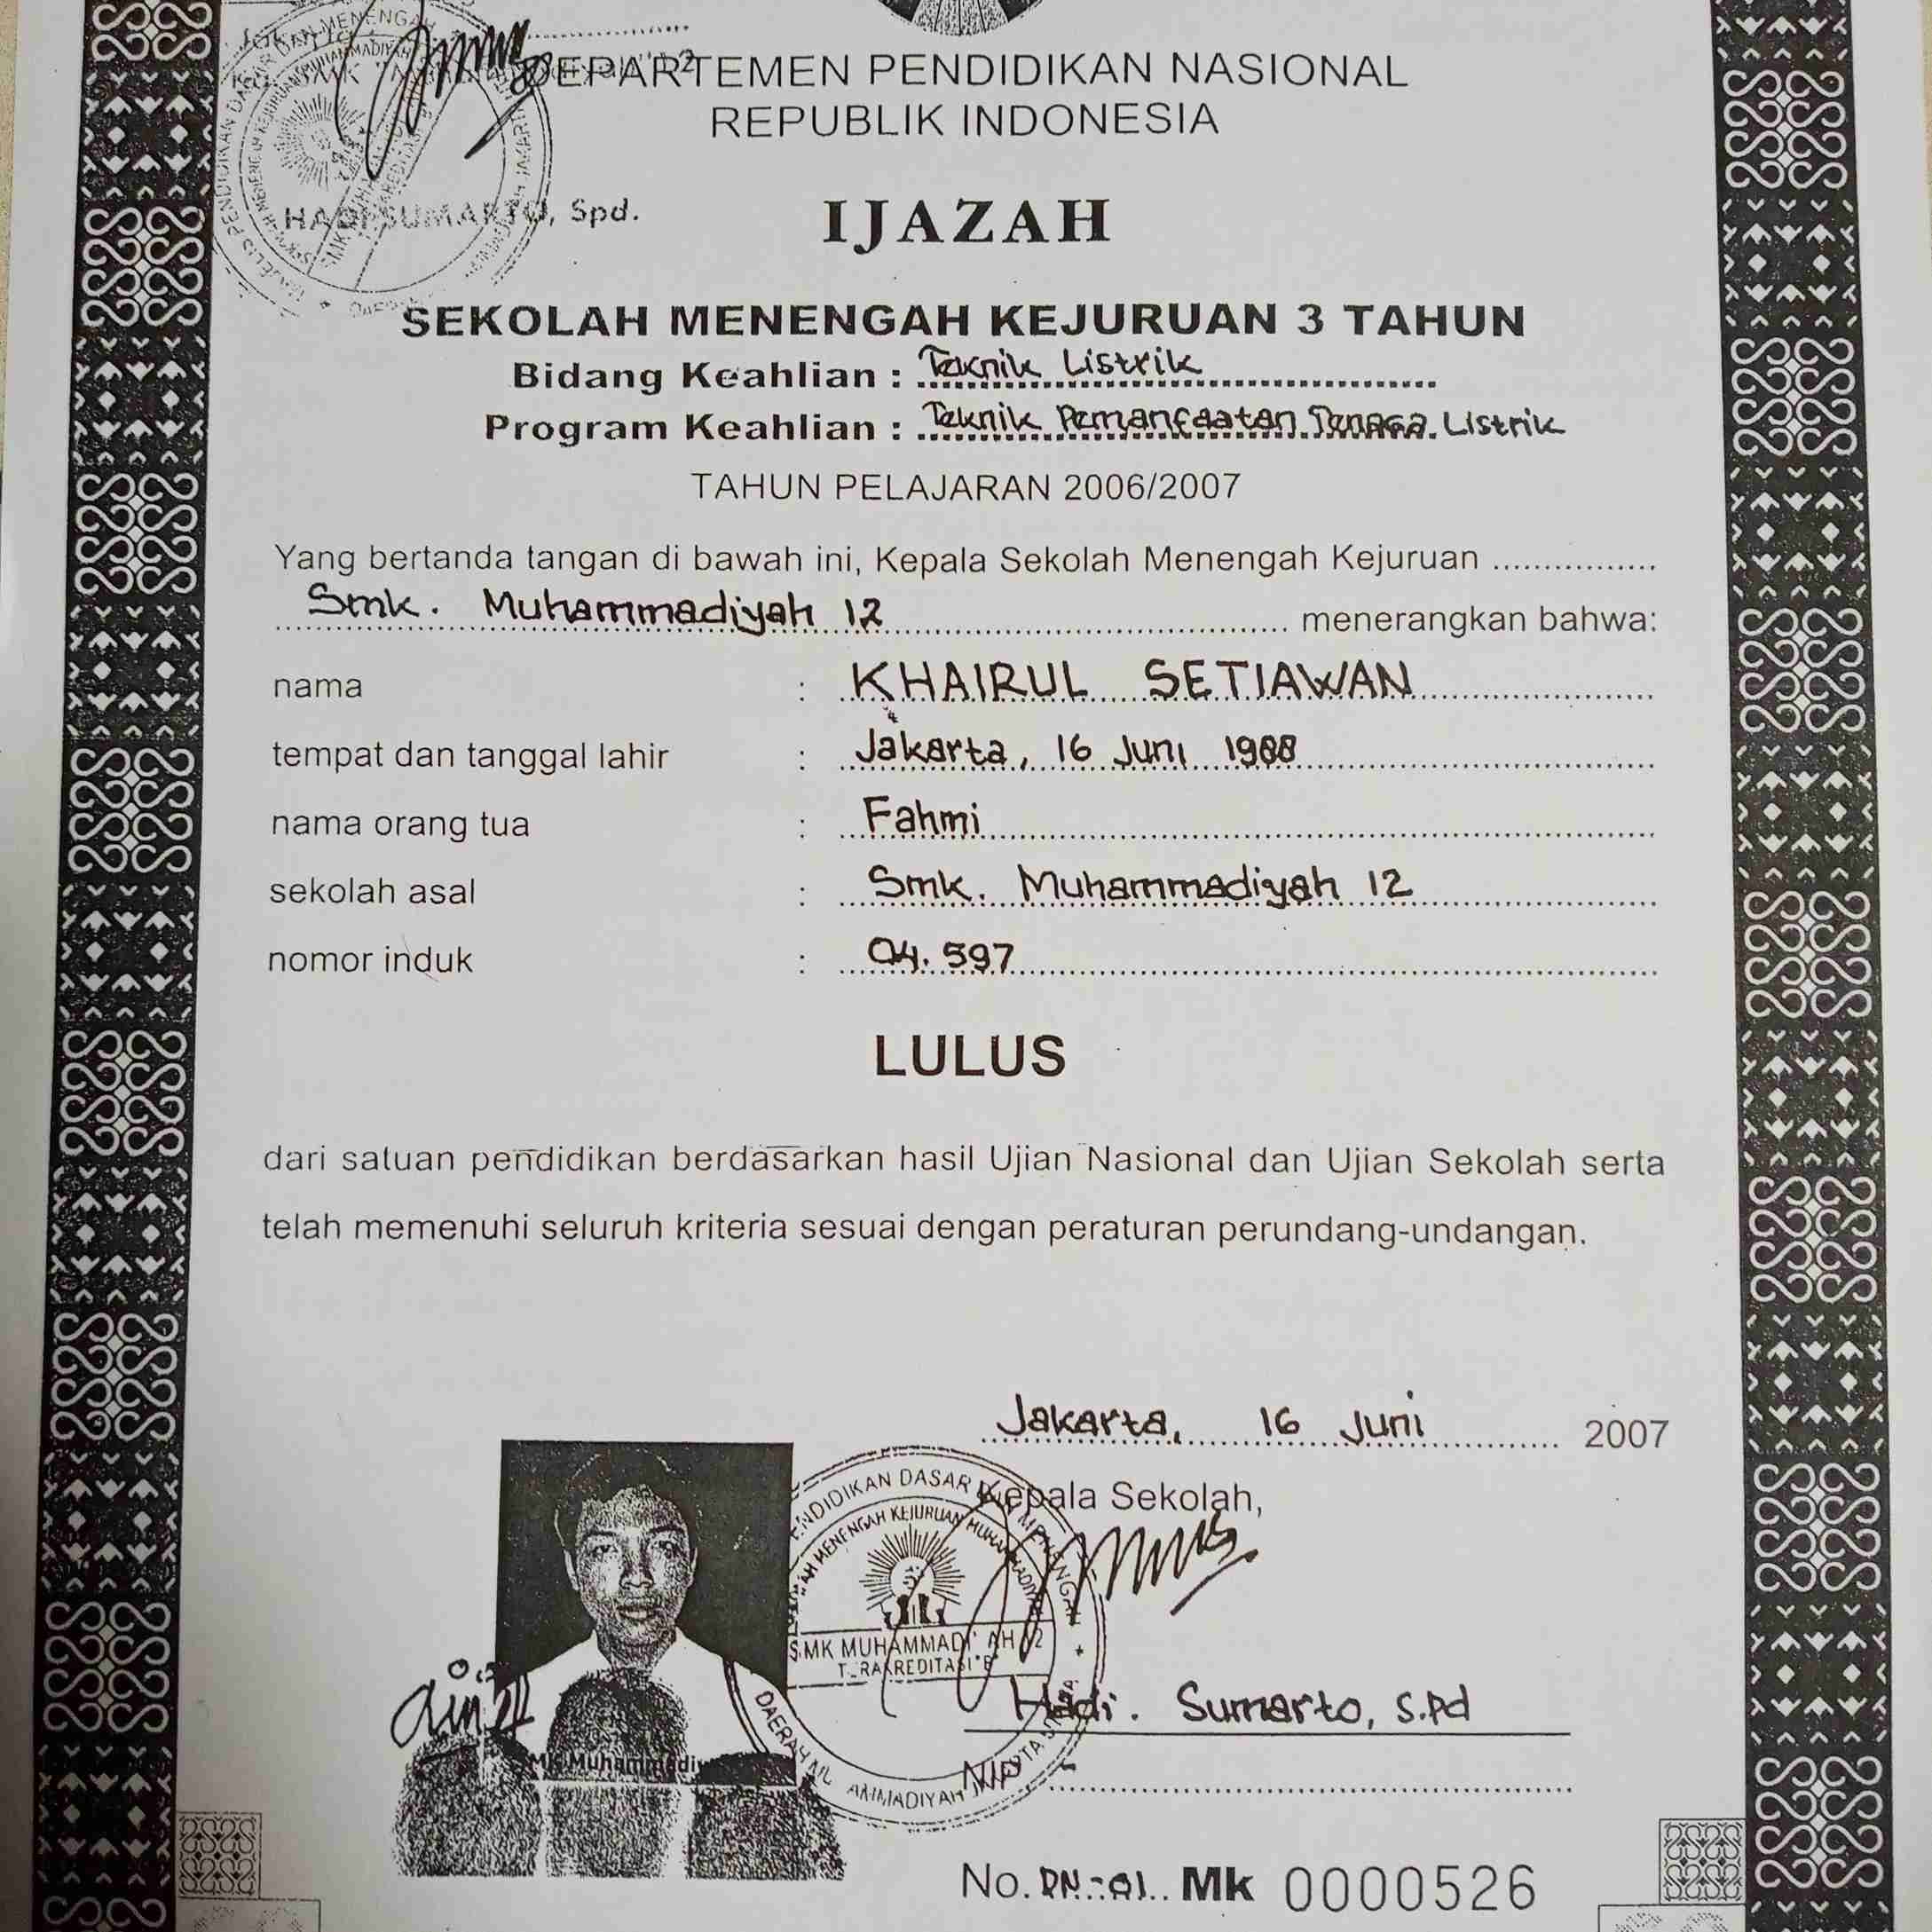 DEPARTEMEN PENDIDIKAN NASIONAL
REPUBLIK INDONESIA
HADI SUMARTO, Spd.
IJAZAH
SEKOLAH MENENGAH KEJURUAN 3 TAHUN
Bidang Keahlian : Teknik Listrik
Program Keahlian : Teknik Pemanfaatan Tenaga Listrik
TAHUN PELAJARAN 2006/2007
Yang bertanda tangan di bawah ini, Kepala Sekolah Menengah Kejuruan
Smk. Muhammadiyah 12 menerangkan bahwa:
nama : KHAIRUL SETIAWAN
tempat dan tanggal lahir : Jakarta, 16 Juni 1988
nama orang tua : Fahmi
sekolah asal : Smk. Muhammadiyah 12
nomor induk : 04. 597
LULUS
dari satuan pendidikan berdasarkan hasil Ujian Nasional dan Ujian Sekolah serta
telah memenuhi seluruh kriteria sesuai dengan peraturan perundang-undangan.
Jakarta, 16 Juni 2007
Kepala Sekolah,
SMK MUHAMMADIYAH 12
TERAKREDITASI "B"
Hadi. Sumarto, S.Pd
NIP
No. DN.-01.. Mk 0000526